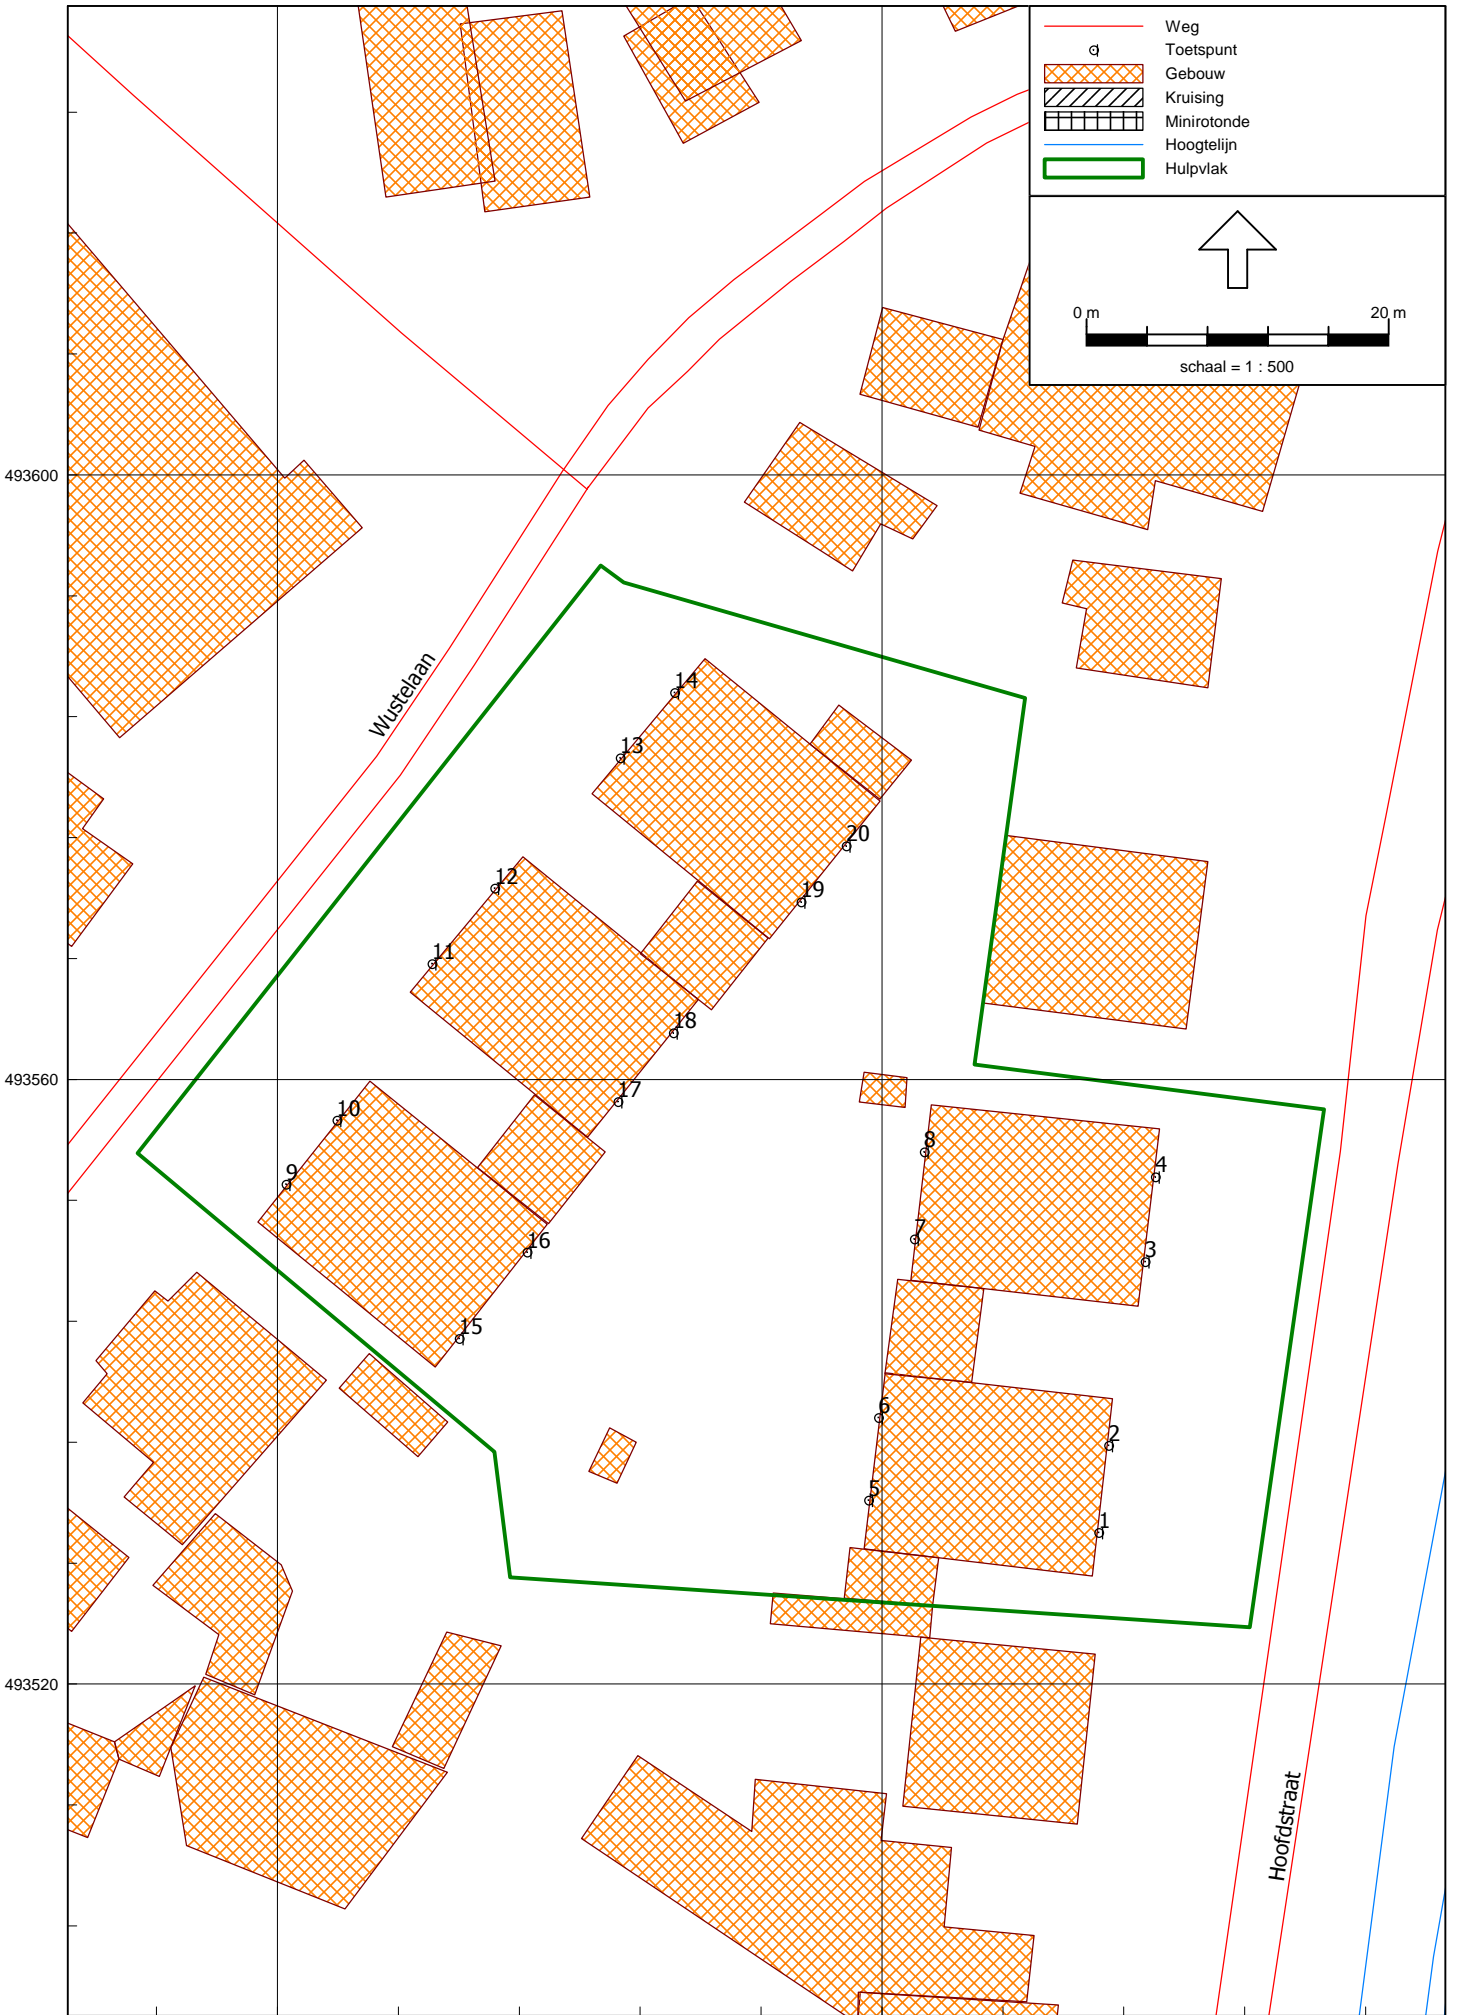 Weg
Toetspunt
Gebouw
Kruising
Minirotonde
Hoogtelijn
Hulpvlak
0 m 20 m
schaal = 1 : 500
493600
Wustelaan
14
13
20
12
19
11
18
493560
17
10
8
9
4
7
16
3
15
6
2
5
1
493520
Hoofdstraat